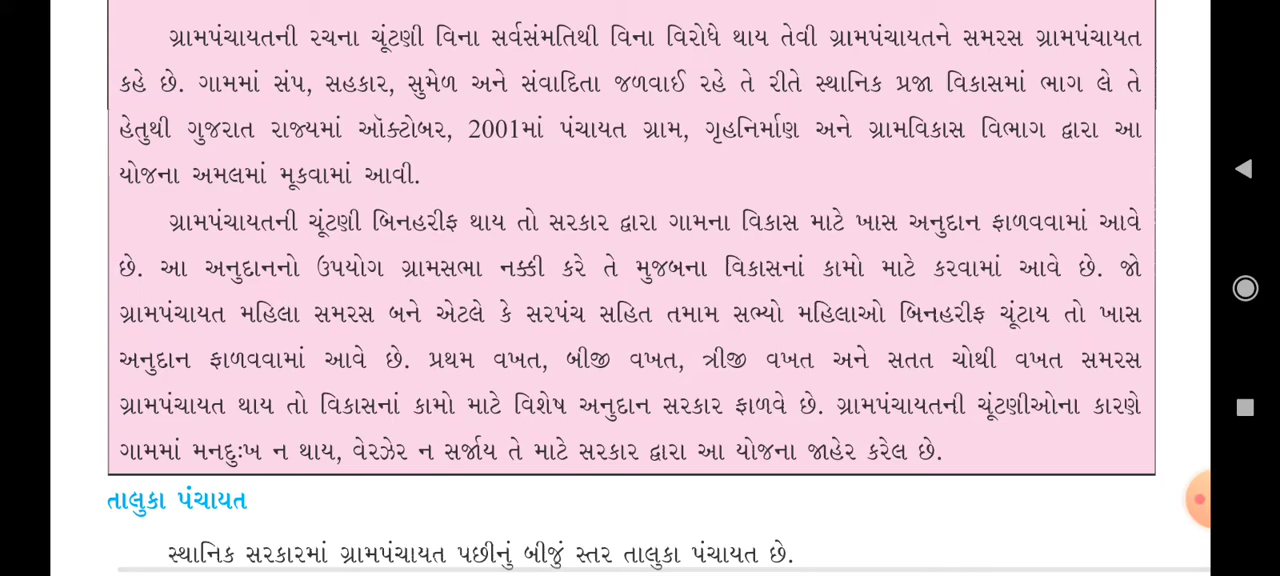 ગ્રામપંચાયતની રચના ચૂંટણી વિના સર્વસંમતિથી વિના વિરોધે થાય તેવી ગ્રામપંચાયતને સમરસ ગ્રામપંચાયત
કહે છે. ગામમાં સંપ, સહકાર, સુમેળ અને સંવાદિતા જળવાઈ રહે તે રીતે સ્થાનિક પ્રજા વિકાસમાં ભાગ લે તે
હેતુથી ગુજરાત રાજ્યમાં ઑક્ટોબર, 2001માં પંચાયત ગ્રામ, ગૃહનિર્માણ અને ગ્રામવિકાસ વિભાગ દ્વારા આ
યોજના અમલમાં મૂકવામાં આવી.
ગ્રામપંચાયતની ચૂંટણી બિનહરીફ થાય તો સરકાર દ્વારા ગામના વિકાસ માટે ખાસ અનુદાન ફાળવવામાં આવે
છે. આ અનુદાનનો ઉપયોગ ગ્રામસભા નક્કી કરે તે મુજબના વિકાસનાં કામો માટે કરવામાં આવે છે. જો
ગ્રામપંચાયત મહિલા સમરસ બને એટલે કે સરપંચ સહિત તમામ સભ્યો મહિલાઓ બિનહરીફ ચૂંટાય તો ખાસ
અનુદાન ફાળવવામાં આવે છે. પ્રથમ વખત, બીજી વખત, ત્રીજી વખત અને સતત ચોથી વખત સમરસ
ગ્રામપંચાયત થાય તો વિકાસનાં કામો માટે વિશેષ અનુદાન સરકાર ફાળવે છે. ગ્રામપંચાયતની ચૂંટણીઓના કારણે
ગામમાં મનદુઃખ ન થાય, વેરઝેર ન સર્જાય તે માટે સરકાર દ્વારા આ યોજના જાહેર કરેલ છે.
તાલુકા પંચાયત
સ્થાનિક સરકારમાં ગ્રામપંચાયત પછીનું બીજું સ્તર તાલુકા પંચાયત છે.